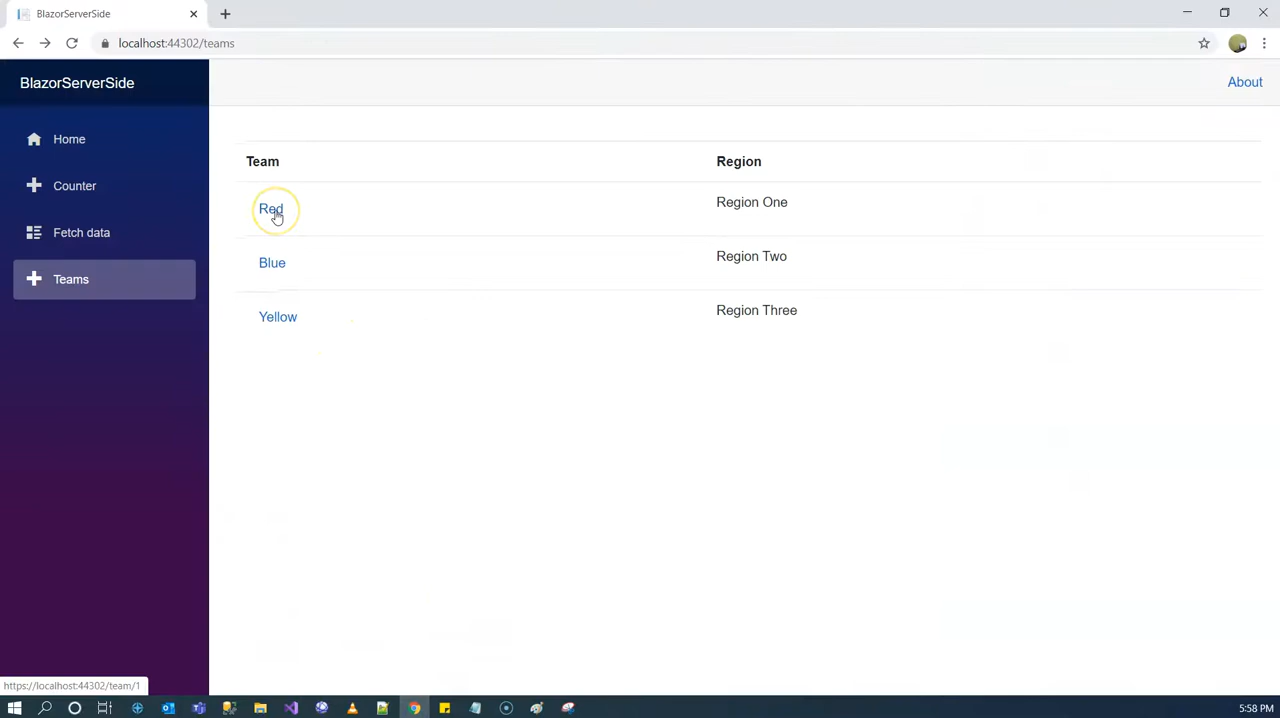 BlazorServerSide
localhost:44302/teams
BlazorServerSide
About
Home
Counter
Fetch data
Teams
Team Region
Red Region One
Blue Region Two
Yellow Region Three
https://localhost:44302/team/1
5:58 PM